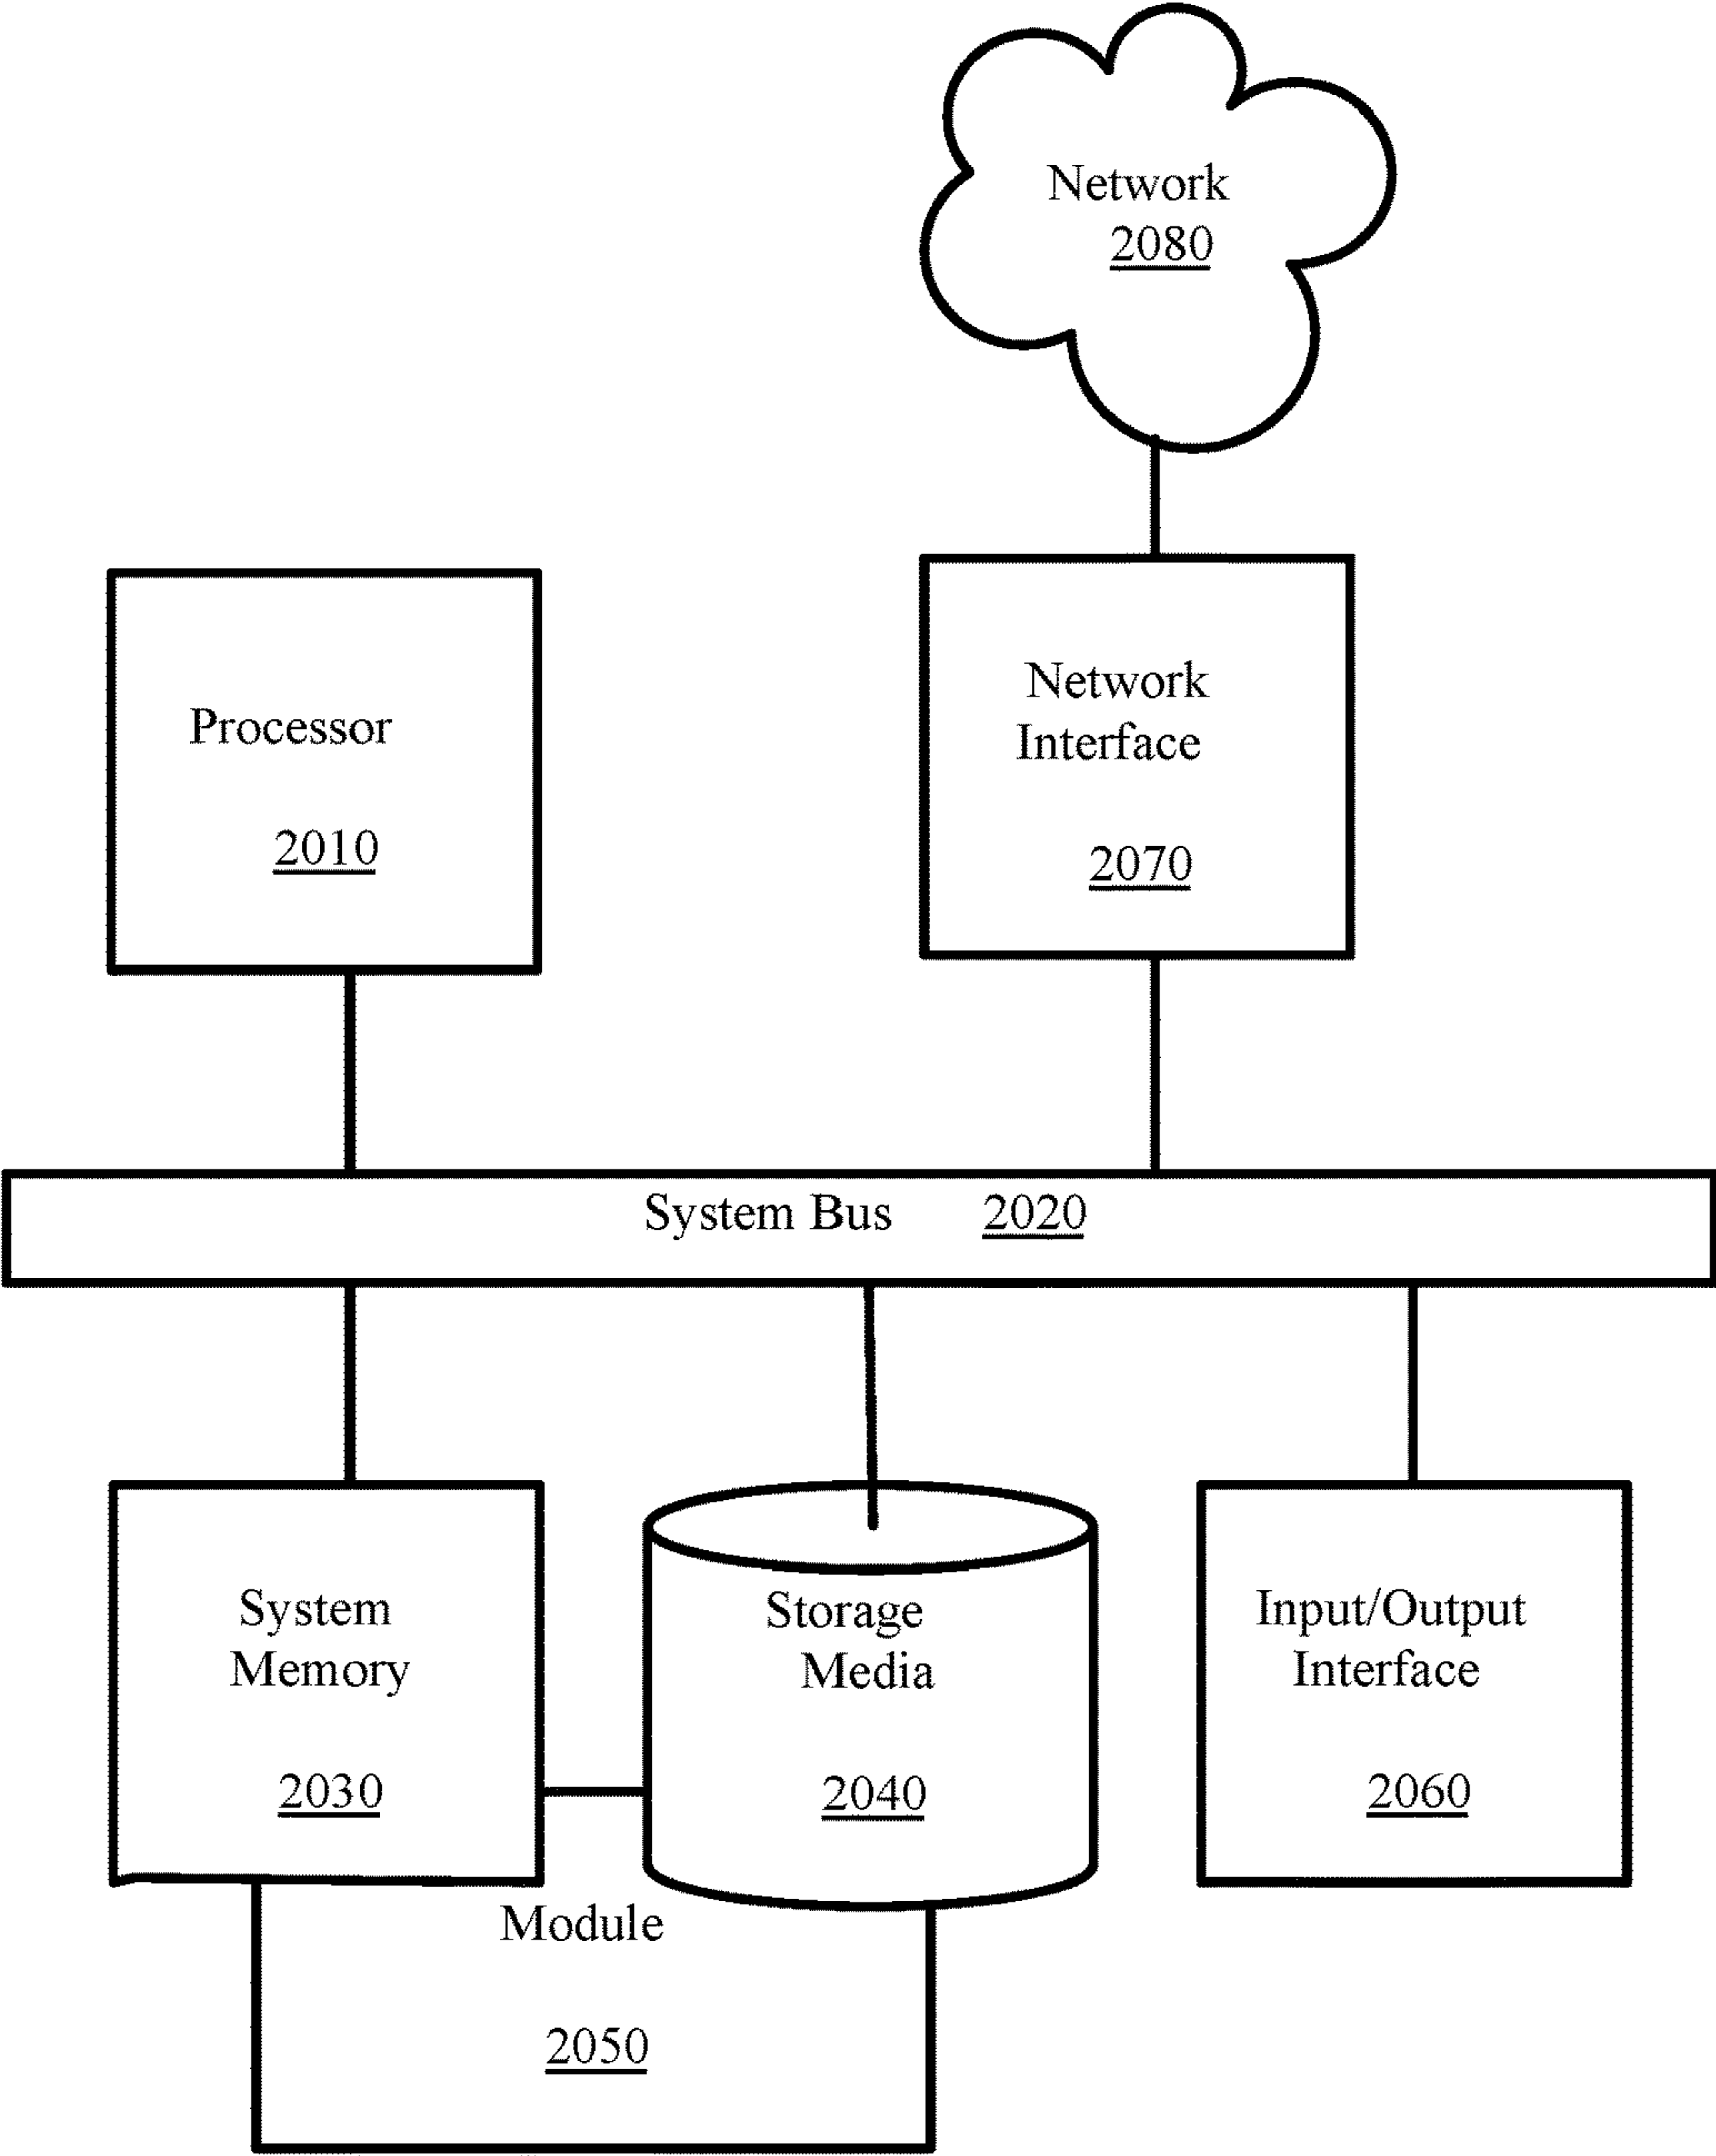 Network
2080
Processor
2010
Network
Interface
2070
System Bus 2020
System
Memory
2030
Storage
Media
2040
Input/Output
Interface
2060
Module
2050